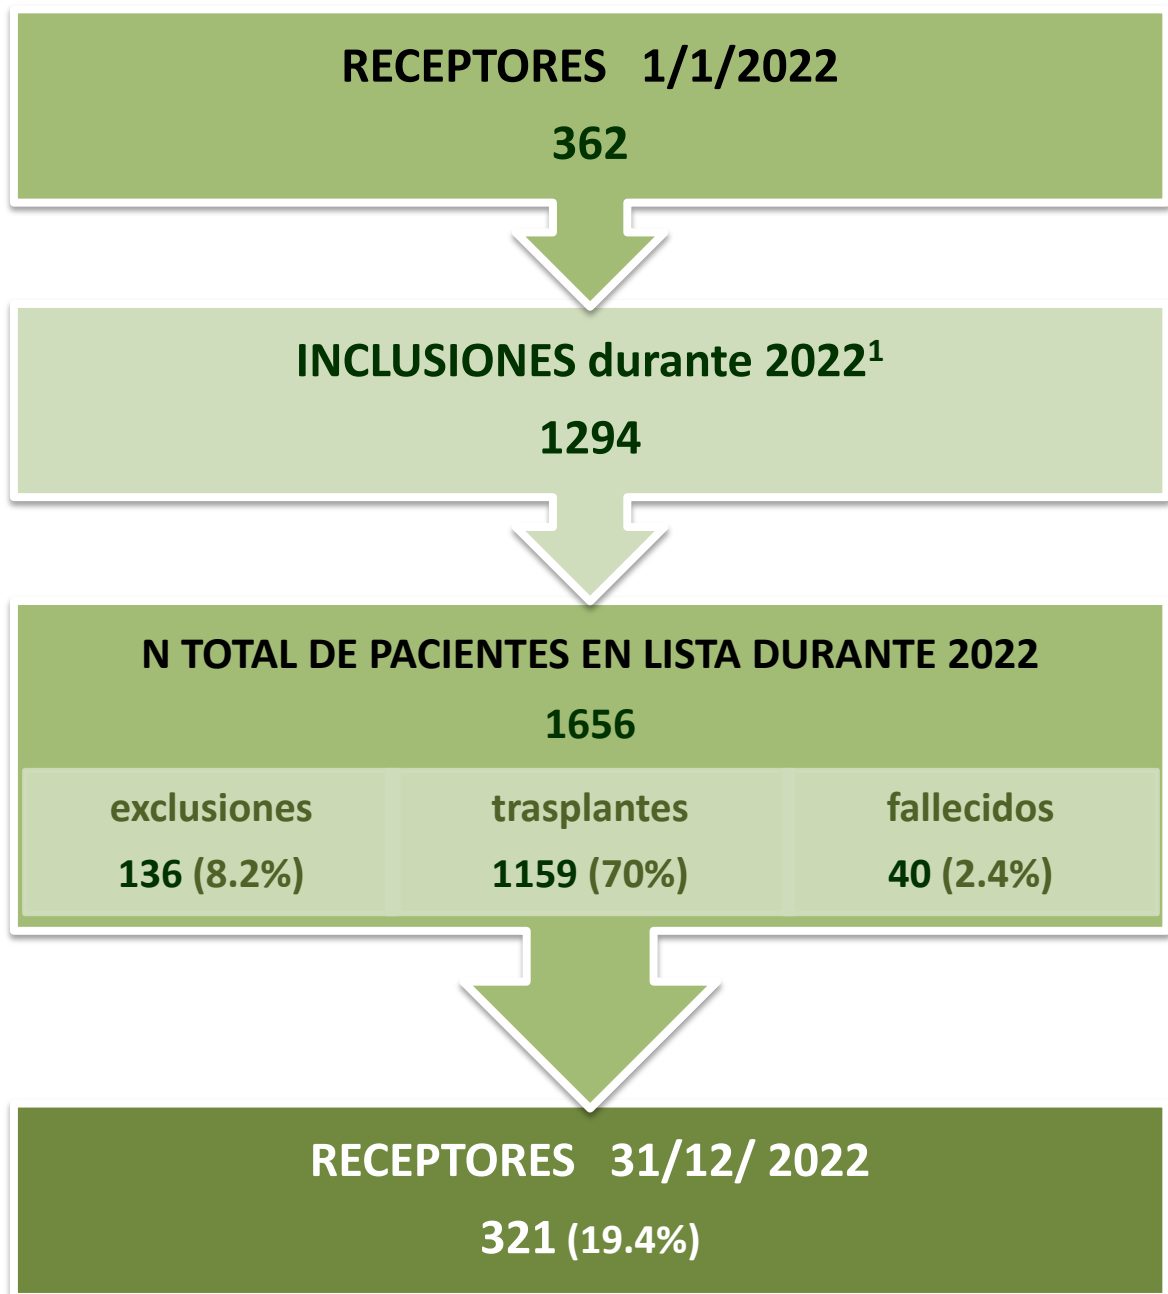 RECEPTORES 1/1/2022
362
INCLUSIONES durante 2022¹
1294
N TOTAL DE PACIENTES EN LISTA DURANTE 2022
1656
exclusiones trasplantes fallecidos
136 (8.2%) 1159 (70%) 40 (2.4%)
RECEPTORES 31/12/ 2022
321 (19.4%)